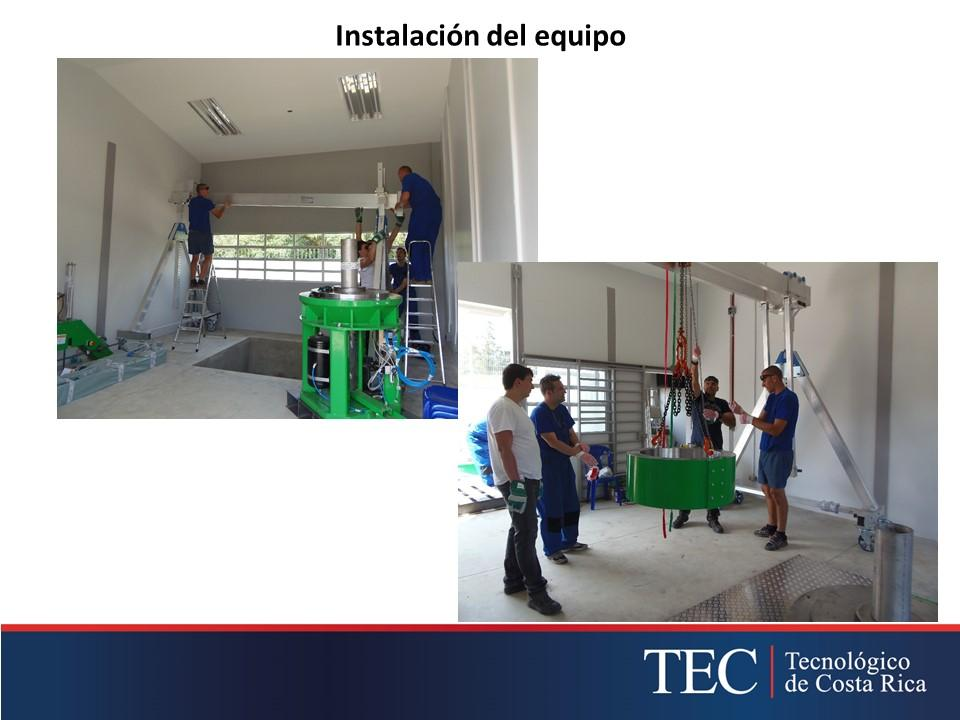 Instalación del equipo
TEC
Tecnológico
de Costa Rica